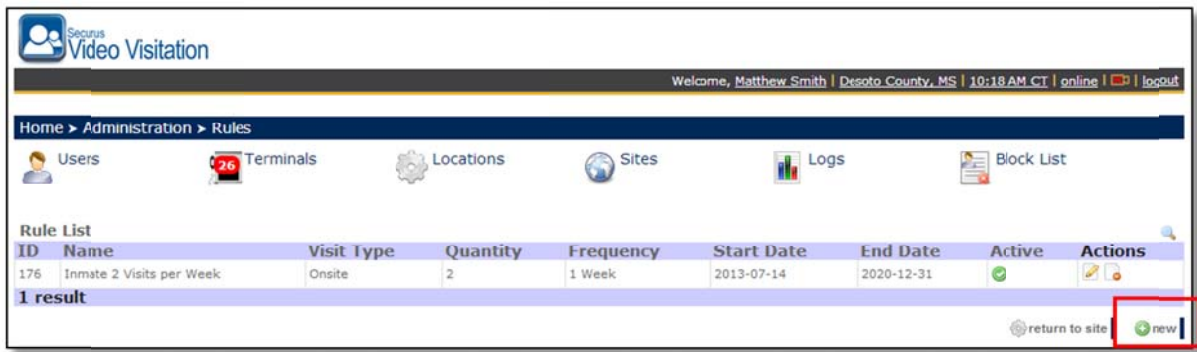 Securus
Video Visitation
Welcome, Matthew Smith | Desoto County, MS | 10:18 AM CT | online | | logout
Home > Administration > Rules
Users 26 Terminals Locations Sites Logs Block List
Rule List
ID Name Visit Type Quantity Frequency Start Date End Date Active Actions
176 Inmate 2 Visits per Week Onsite 2 1 Week 2013-07-14 2020-12-31
1 result
return to site new